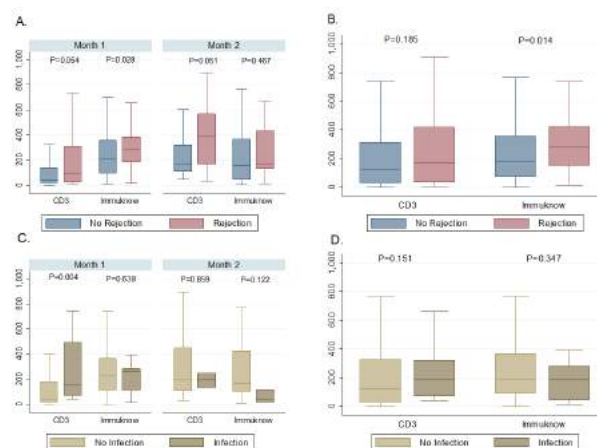 A.
Month 1
Month 2
P=0.054
P=0.028
P=0.051
P=0.467
1,000
800
600
400
200
0
CD3
Immuknow
CD3
Immuknow
No Rejection
Rejection
B.
P=0.185
P=0.014
1,000
800
600
400
200
0
CD3
Immuknow
No Rejection
Rejection
C.
Month 1
Month 2
P=0.004
P=0.638
P=0.859
P=0.122
1,000
800
600
400
200
0
CD3
Immuknow
CD3
Immuknow
No Infection
Infection
D.
P=0.151
P=0.347
1,000
800
600
400
200
0
CD3
Immuknow
No Infection
Infection